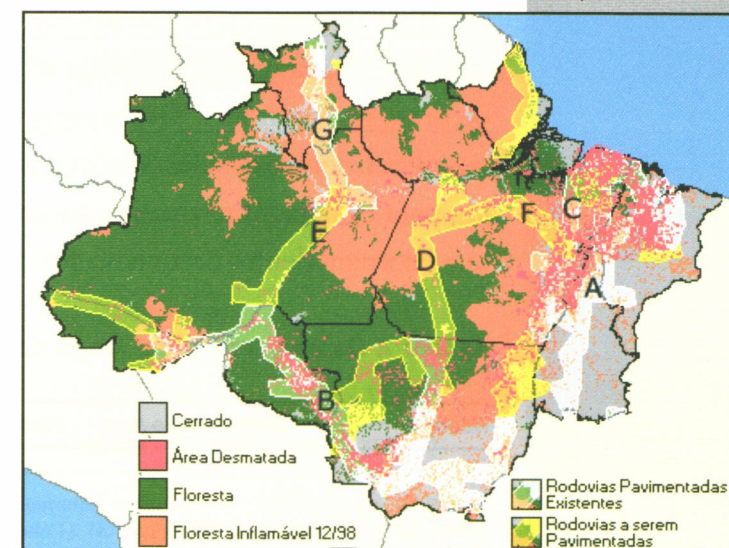 G
E
F
C
D
A
B
Cerrado
Área Desmatada
Floresta
Floresta Inflamável 12/98
Rodovias Pavimentadas
Existentes
Rodovias a serem
Pavimentadas